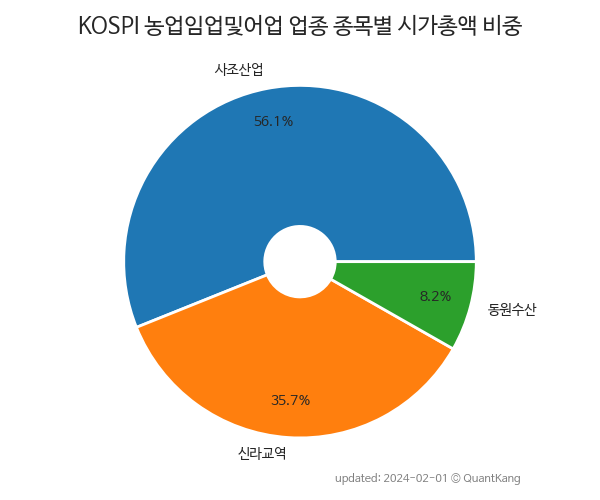 KOSPI 농업임업및어업 업종 종목별 시가총액 비중
사조산업
56.1%
8.2%
동원수산
35.7%
신라교역
updated: 2024-02-01 © QuantKang